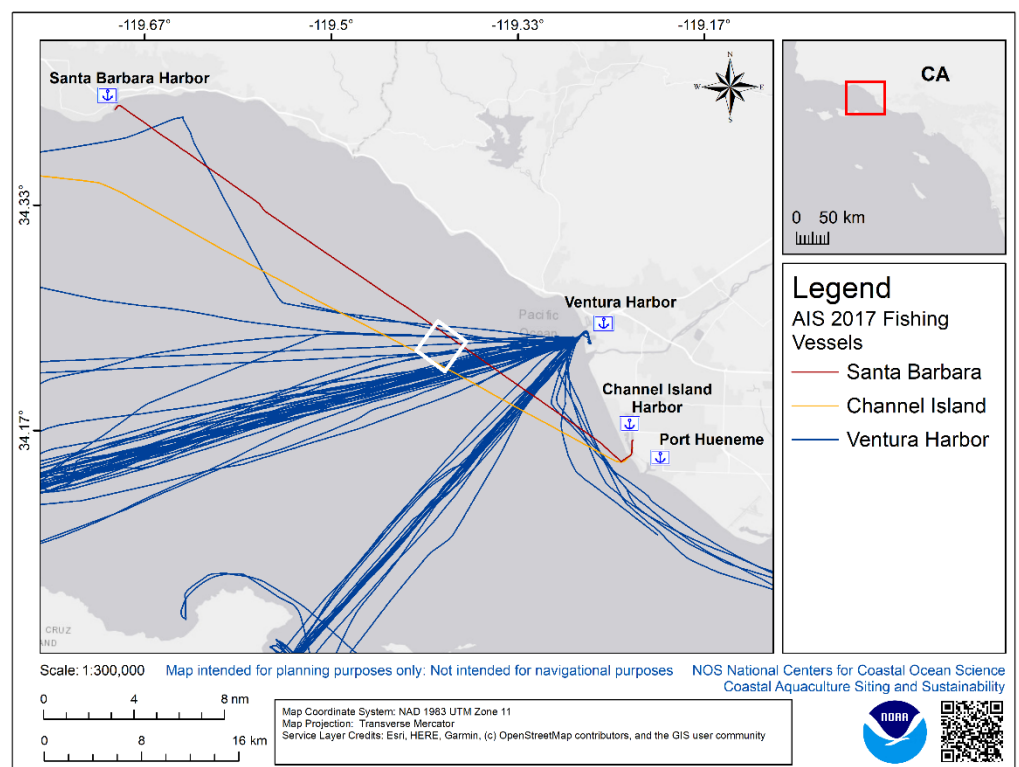 -119.67°
-119.5°
-119.33°
-119.17°
34.33°
34.17°
Santa Barbara Harbor
N
W
E
S
Pacific
Ocean
Ventura Harbor
Channel Island
Harbor
Port Hueneme
CRUZ
CA
0 50 km
Legend
AIS 2017 Fishing
Vessels
Santa Barbara
Channel Island
Ventura Harbor
Scale: 1:300,000
Map intended for planning purposes only: Not intended for navigational purposes
NOS National Centers for Coastal Ocean Science
Coastal Aquaculture Siting and Sustainability
0 4 8 nm
0 8 16 km
Map Coordinate System: NAD 1983 UTM Zone 11
Map Projection: Transverse Mercator
Service Layer Credits: Esri, HERE, Garmin, (c) OpenStreetMap contributors, and the GIS user community
NOAA